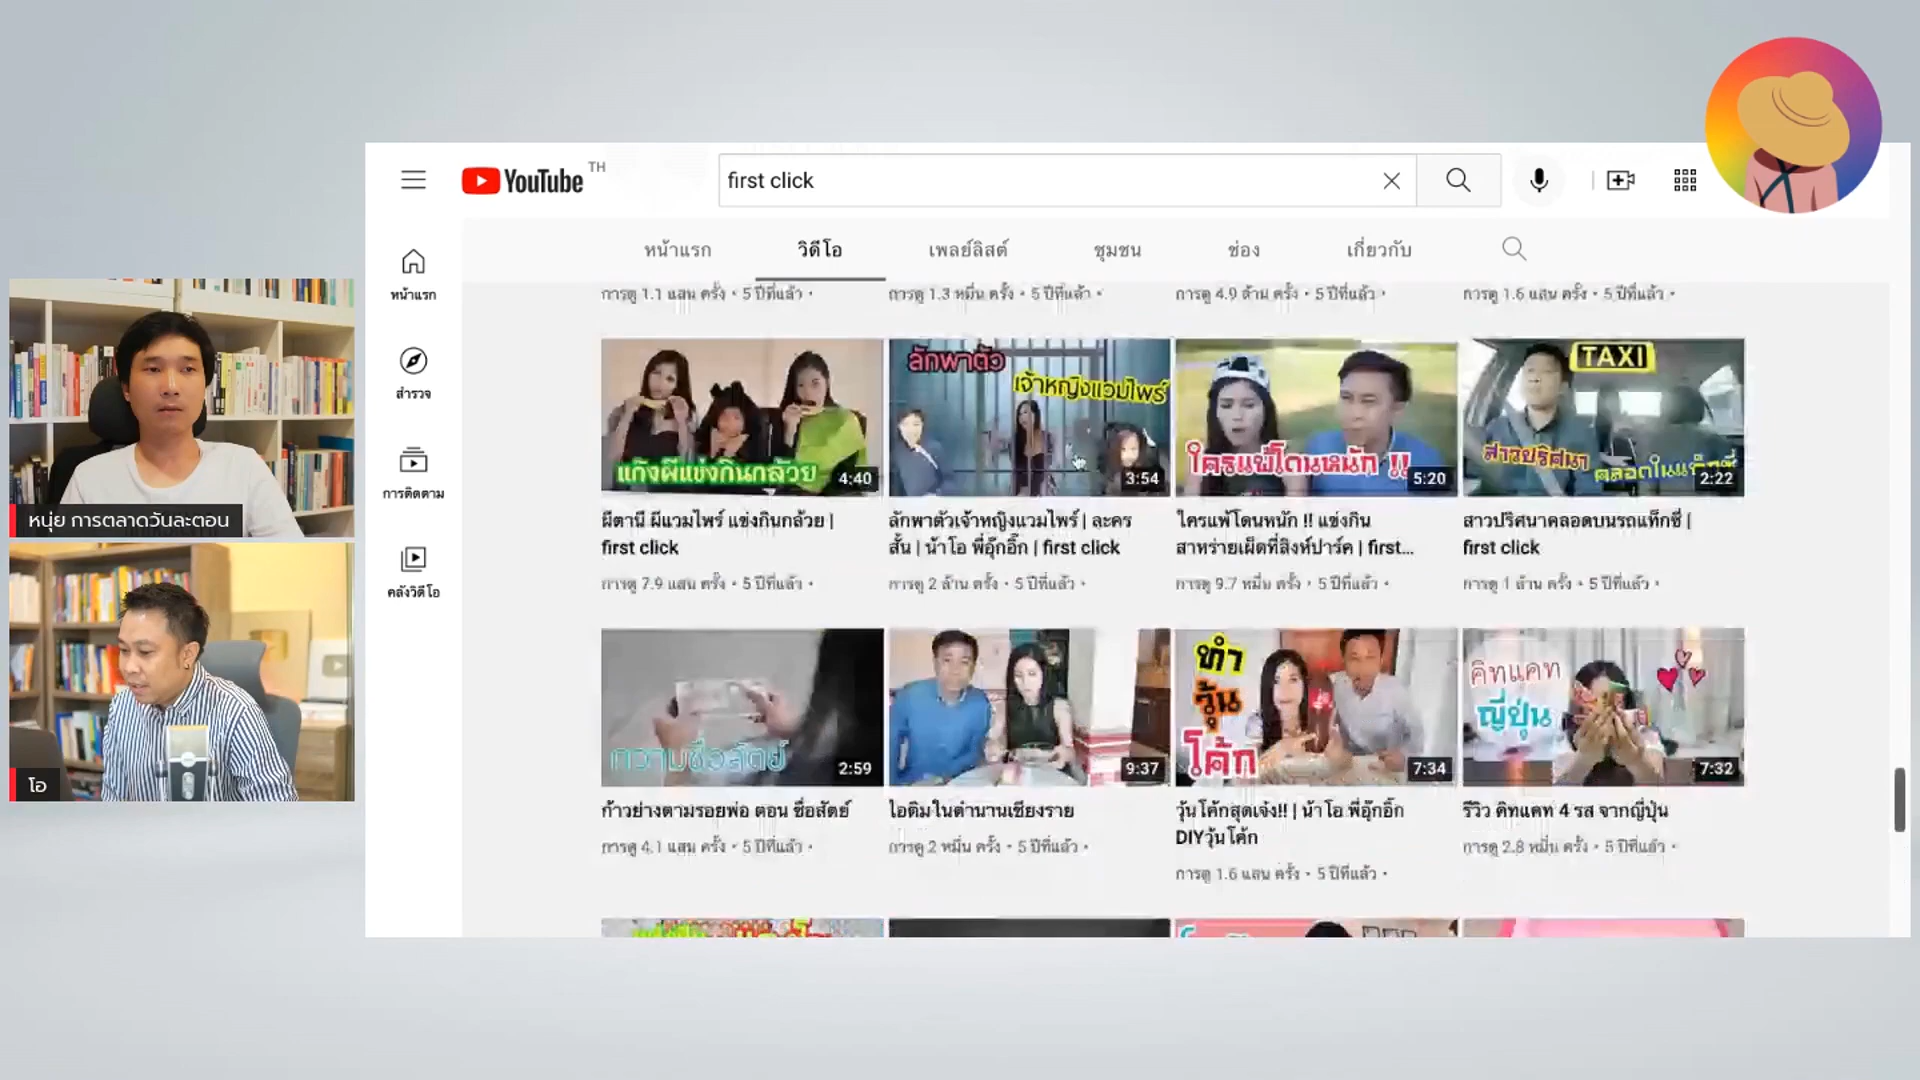 YouTube TH
first click
หน้าแรก
วิดีโอ
เพลย์ลิสต์
ชุมชน
ช่อง
เกี่ยวกับ
หน้าแรก
สำรวจ
การติดตาม
คลังวิดีโอ
การดู 1.1 แสน ครั้ง • 5 ปีที่แล้ว •
การดู 1.3 หมื่น ครั้ง • 5 ปีที่แล้ว •
การดู 4.9 ล้าน ครั้ง • 5 ปีที่แล้ว •
การดู 1.6 แสน ครั้ง • 5 ปีที่แล้ว •
แก๊งผีแข่งกินกล้วย
4:40
ลักพาตัว
เจ้าหญิงแวมไพร์
3:54
ใครแพ้โดนหนัก !!
5:20
TAXI
สาวปริศนา
คลอดในแท็กซี่
2:22
ผีตานี ผีแวมไพร์ แข่งกินกล้วย |
first click
การดู 7.9 แสน ครั้ง • 5 ปีที่แล้ว •
ลักพาตัวเจ้าหญิงแวมไพร์ | ละคร
สั้น | น้าโอ พี่อุ๊กอิ๊ก | first click
การดู 2 ล้าน ครั้ง • 5 ปีที่แล้ว •
ใครแพ้โดนหนัก !! แข่งกิน
สาหร่ายเผ็ดที่สิงห์ปาร์ค | first...
การดู 9.7 หมื่น ครั้ง • 5 ปีที่แล้ว •
สาวปริศนาคลอดบนรถแท็กซี่ |
first click
การดู 1 ล้าน ครั้ง • 5 ปีที่แล้ว •
ความซื่อสัตย์
2:59
9:37
ทำ
วุ้น
โค้ก
7:34
คิทแคท
ญี่ปุ่น
7:32
ก้าวย่างตามรอยพ่อ ตอน ซื่อสัตย์
การดู 4.1 แสน ครั้ง • 5 ปีที่แล้ว •
ไอติมในตำนานเชียงราย
การดู 2 หมื่น ครั้ง • 5 ปีที่แล้ว •
วุ้นโค้กสุดเจ๋ง!! | น้าโอ พี่อุ๊กอิ๊ก
DIYวุ้นโค้ก
การดู 1.6 แสน ครั้ง • 5 ปีที่แล้ว •
รีวิว คิทแคท 4 รส จากญี่ปุ่น
การดู 2.8 หมื่น ครั้ง • 5 ปีที่แล้ว •
หนุ่ย การตลาดวันละตอน
โอ